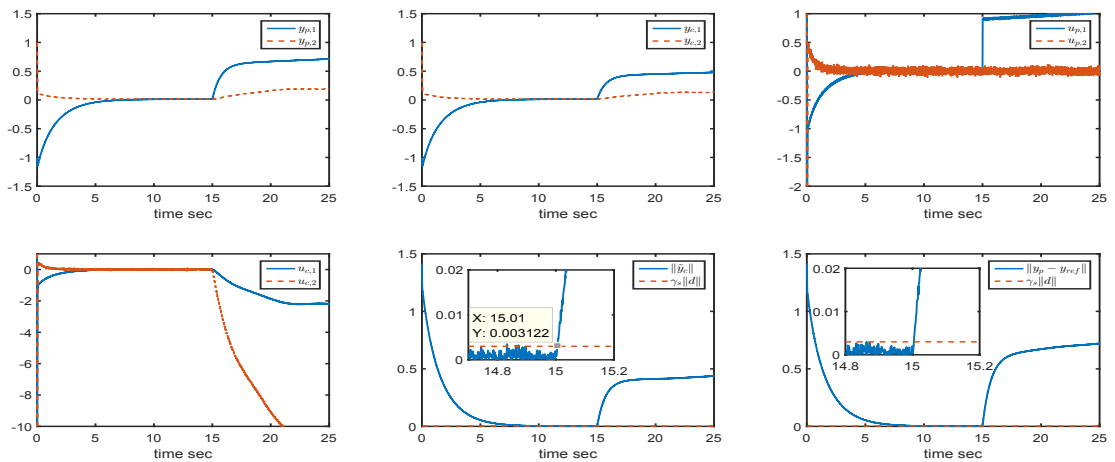 1.5
1
0.5
0
-0.5
-1
-1.5
0 5 10 15 20 25
time sec
y_{p,1}
y_{p,2}
1.5
1
0.5
0
-0.5
-1
-1.5
0 5 10 15 20 25
time sec
y_{c,1}
y_{c,2}
1
0.5
0
-0.5
-1
-2
0 5 10 15 20 25
time sec
u_{p,1}
u_{p,2}
0
-2
-4
-6
-8
-10
0 5 10 15 20 25
time sec
u_{c,1}
u_{c,2}
1.5
1
0.5
0
0 5 10 15 20 25
time sec
‖ỹ_c‖
γ_s‖d‖
0.02
0.01
0
14.8 15 15.2
X: 15.01
Y: 0.003122
1.5
1
0.5
0
0 5 10 15 20 25
time sec
‖y_p − y_{ref}‖
γ_s‖d‖
0.02
0.01
0
14.8 15 15.2